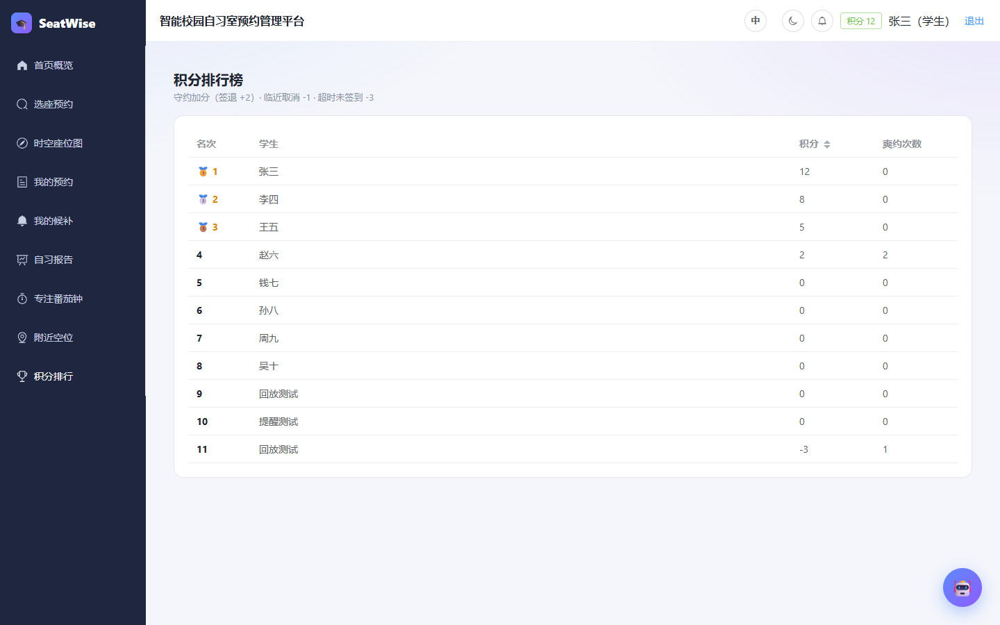 SeatWise
首页概览
选座预约
时空座位图
我的预约
我的候补
自习报告
专注番茄钟
附近空位
积分排行
智能校园自习室预约管理平台
中
积分 12
张三（学生）
退出
积分排行榜
守约加分（签退 +2）· 临近取消 -1 · 超时未签到 -3
名次 学生 积分 爽约次数
1 张三 12 0
2 李四 8 0
3 王五 5 0
4 赵六 2 2
5 钱七 0 0
6 孙八 0 0
7 周九 0 0
8 吴十 0 0
9 回放测试 0 0
10 提醒测试 0 0
11 回放测试 -3 1